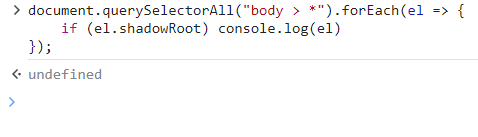 document.querySelectorAll("body > *").forEach(el => {
    if (el.shadowRoot) console.log(el)
});
undefined